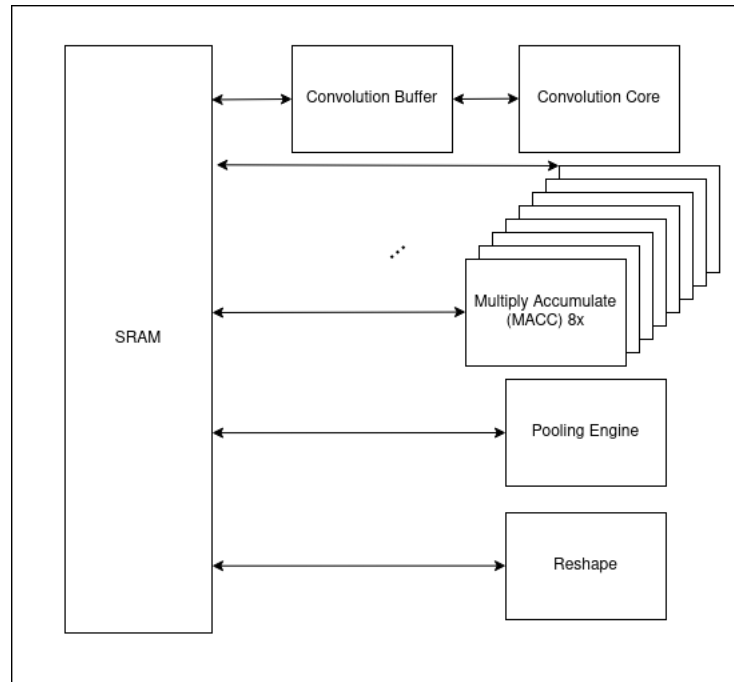 Convolution Buffer
Convolution Core
Multiply Accumulate
(MACC) 8x
SRAM
Pooling Engine
Reshape